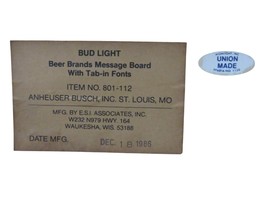 BUD LIGHT
Beer Brands Message Board
With Tab-in Fonts
ITEM NO. 801-112
ANHEUSER BUSCH, INC. ST. LOUIS, MO
MFG. BY E.S.I. ASSOCIATES, INC.
W232 N979 HWY. 164
WAUKESHA, WIS. 53188
DATE MFG. DEC 1 6 1986
UNION
MADE